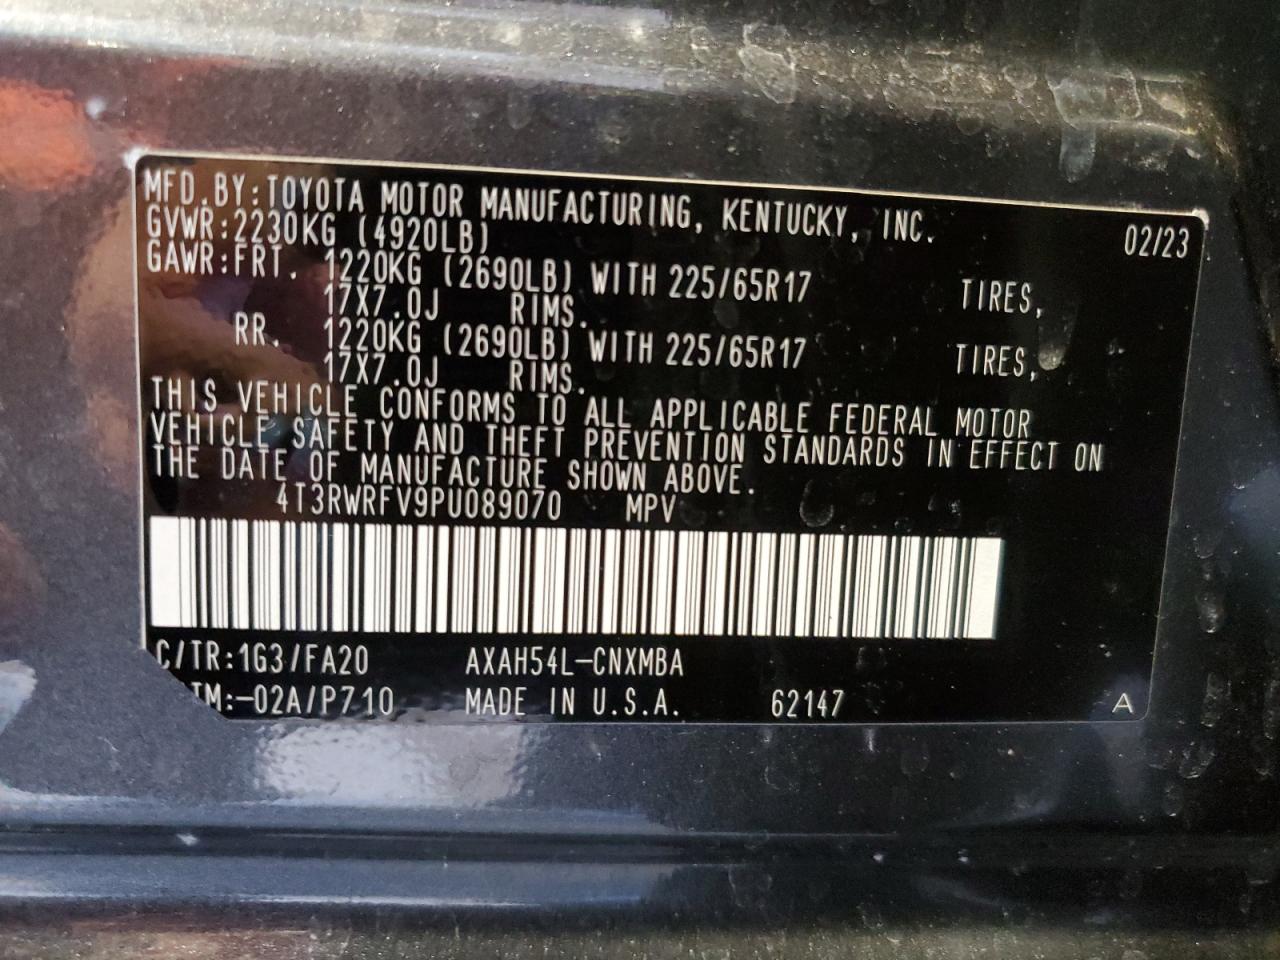 MFD.BY:TOYOTA MOTOR MANUFACTURING, KENTUCKY, INC. 02/23
GVWR:2230KG (4920LB)
GAWR:FRT. 1220KG (2690LB) WITH 225/65R17 TIRES,
17X7.0J RIMS.
RR. 1220KG (2690LB) WITH 225/65R17 TIRES,
17X7.0J RIMS.
THIS VEHICLE CONFORMS TO ALL APPLICABLE FEDERAL MOTOR
VEHICLE SAFETY AND THEFT PREVENTION STANDARDS IN EFFECT ON
THE DATE OF MANUFACTURE SHOWN ABOVE.
4T3RWRFV9PU089070 MPV
C/TR:1G3/FA20 AXAH54L-CNXMBA
TM:-02A/P710 MADE IN U.S.A. 62147 A